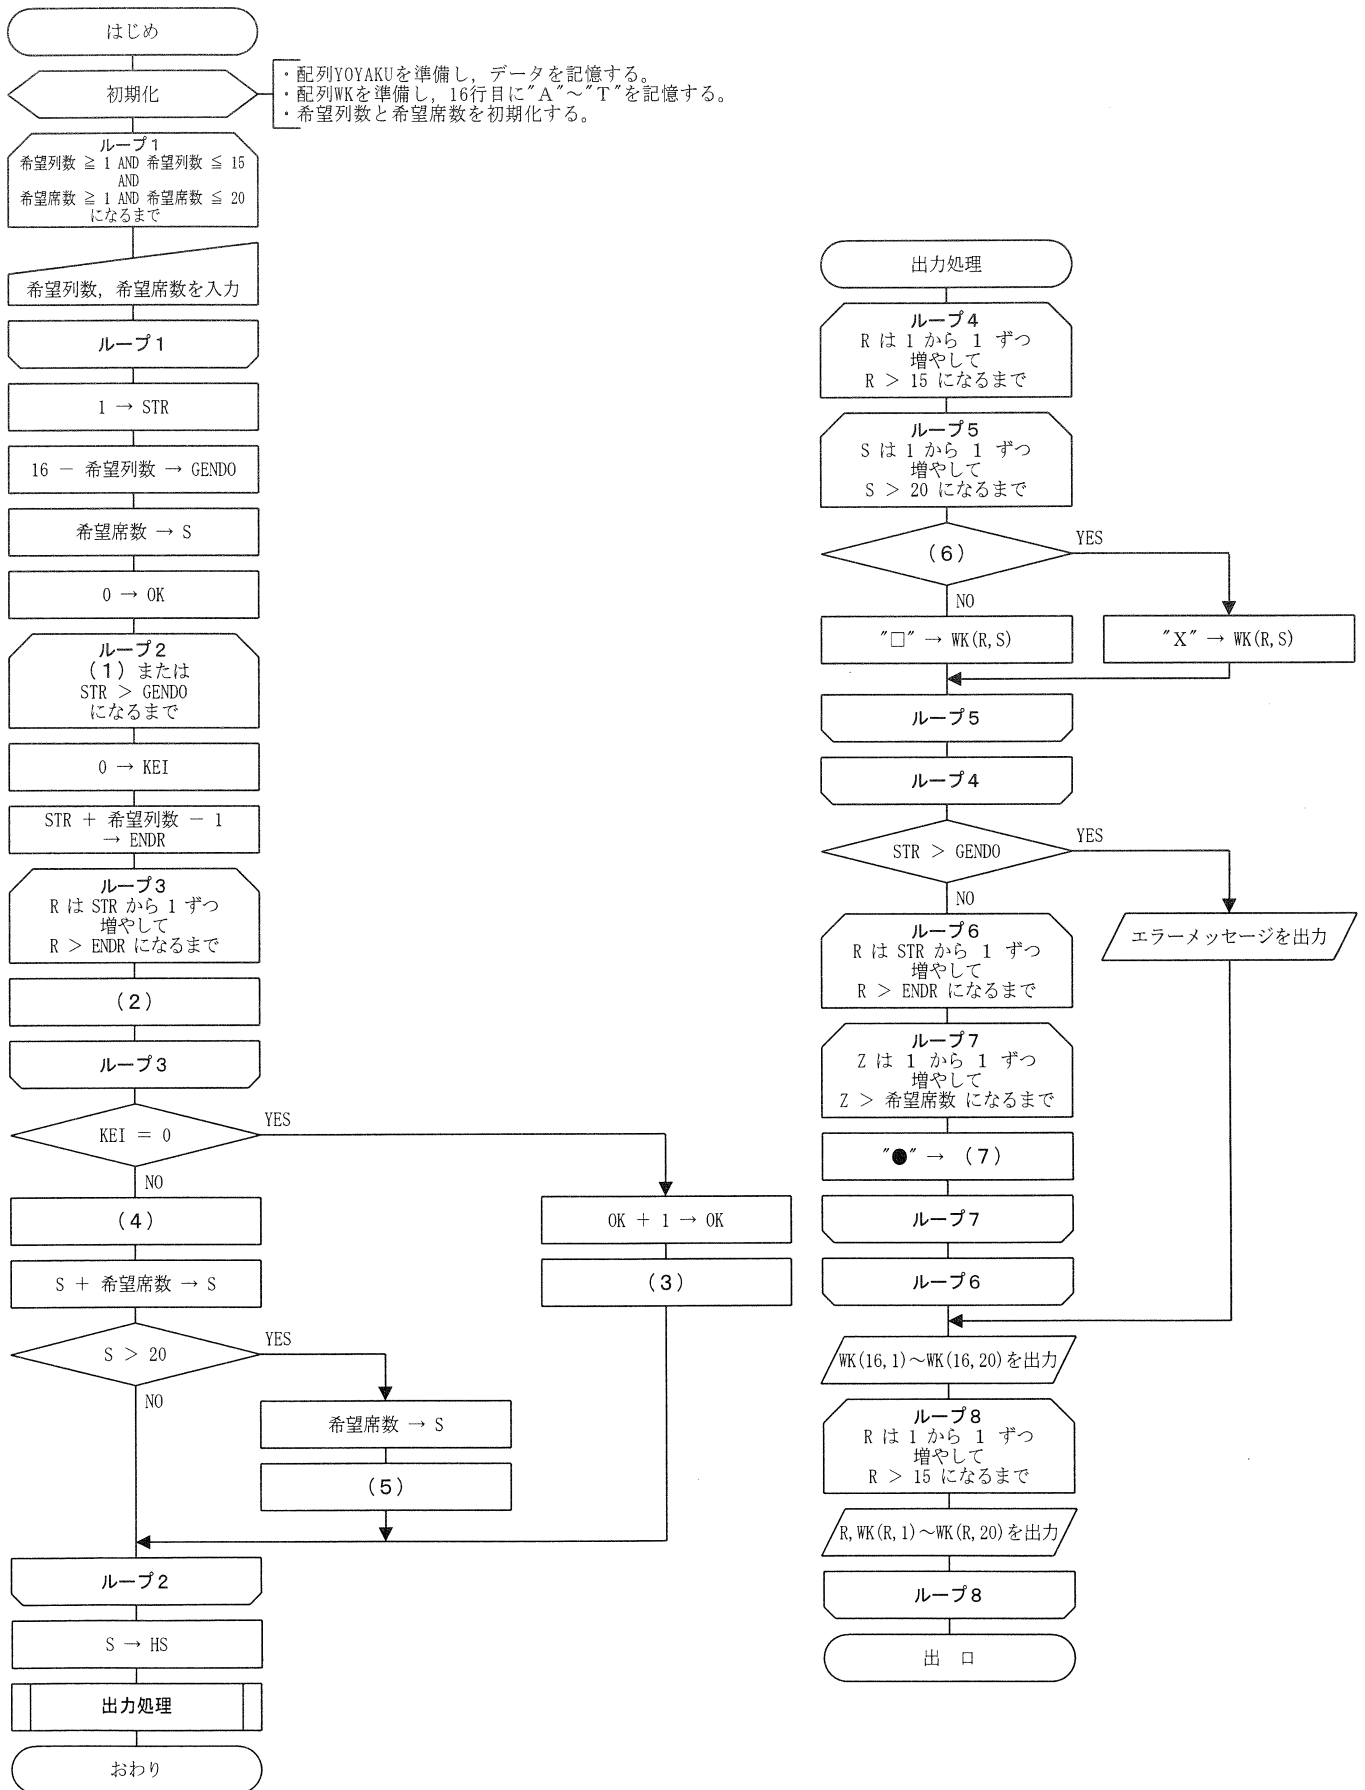 はじめ
初期化
・配列YOYAKUを準備し，データを記憶する。
・配列WKを準備し，16行目に"A"～"T"を記憶する。
・希望列数と希望席数を初期化する。
ループ1
希望列数 ≧ 1 AND 希望列数 ≦ 15
AND
希望席数 ≧ 1 AND 希望席数 ≦ 20
になるまで
希望列数，希望席数を入力
ループ1
1 → STR
16 － 希望列数 → GENDO
希望席数 → S
0 → OK
ループ2
(1) または
STR > GENDO
になるまで
0 → KEI
STR + 希望列数 － 1
→ ENDR
ループ3
R は STR から 1 ずつ
増やして
R > ENDR になるまで
(2)
ループ3
KEI = 0
YES
NO
(4)
OK + 1 → OK
S + 希望席数 → S
(3)
S > 20
YES
NO
希望席数 → S
(5)
ループ2
S → HS
出力処理
おわり
出力処理
ループ4
R は 1 から 1 ずつ
増やして
R > 15 になるまで
ループ5
S は 1 から 1 ずつ
増やして
S > 20 になるまで
(6)
YES
NO
"□" → WK(R,S)
"X" → WK(R,S)
ループ5
ループ4
STR > GENDO
YES
NO
エラーメッセージを出力
ループ6
R は STR から 1 ずつ
増やして
R > ENDR になるまで
ループ7
Z は 1 から 1 ずつ
増やして
Z > 希望席数 になるまで
"●" → (7)
ループ7
ループ6
WK(16,1)～WK(16,20)を出力
ループ8
R は 1 から 1 ずつ
増やして
R > 15 になるまで
R,WK(R,1)～WK(R,20)を出力
ループ8
出 口